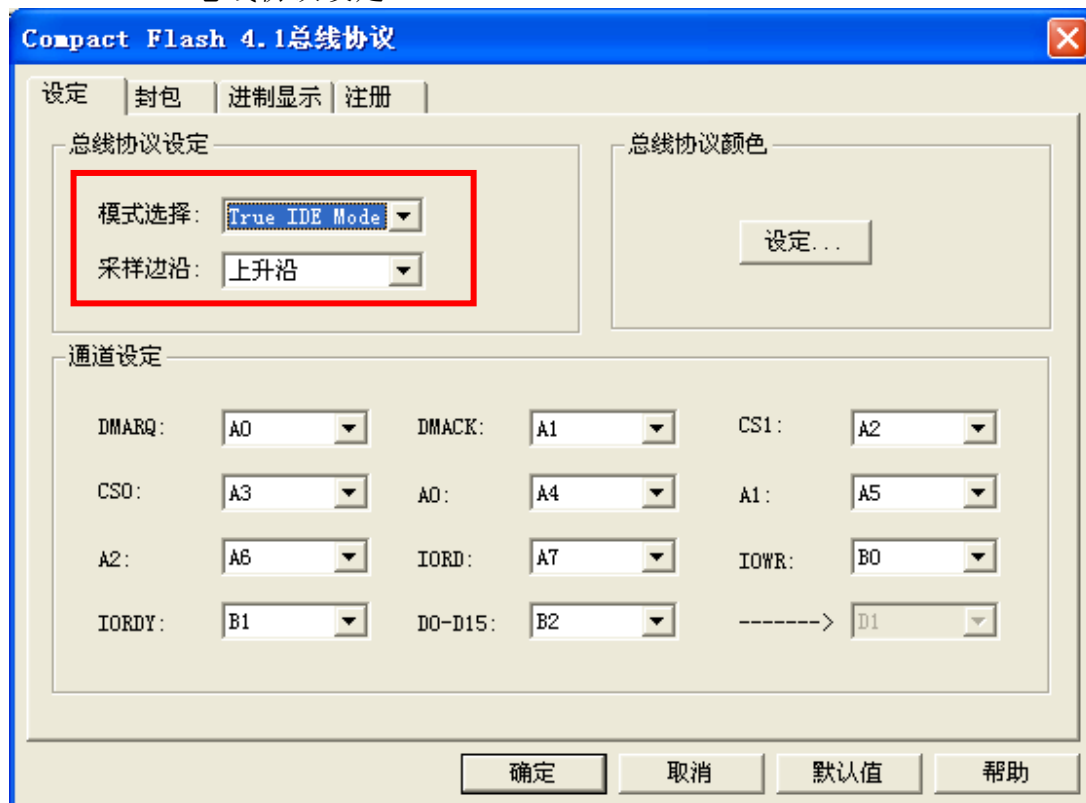 Compact Flash 4.1总线协议
设定 封包 进制显示 注册
总线协议设定 总线协议颜色
模式选择: True IDE Mode
设定...
采样边沿: 上升沿
通道设定
DMARQ: A0 DMACK: A1 CS1: A2
CS0: A3 A0: A4 A1: A5
A2: A6 IORD: A7 IOWR: B0
IORDY: B1 D0-D15: B2 -------> D1
确定 取消 默认值 帮助